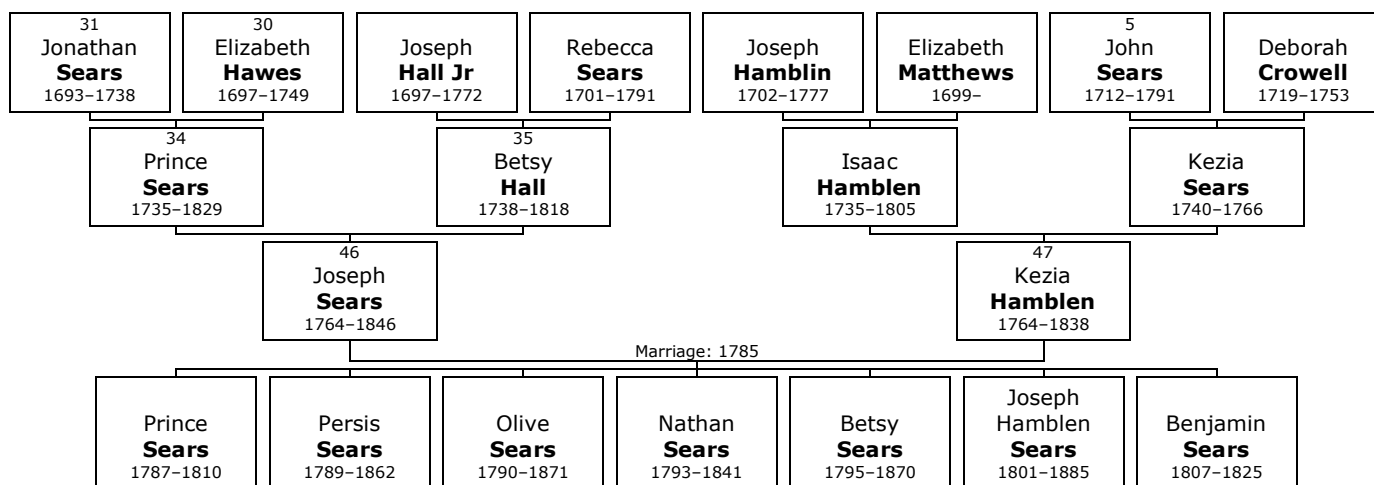 31
Jonathan
Sears
1693–1738
30
Elizabeth
Hawes
1697–1749
Joseph
Hall Jr
1697–1772
Rebecca
Sears
1701–1791
Joseph
Hamblin
1702–1777
Elizabeth
Matthews
1699–
5
John
Sears
1712–1791
Deborah
Crowell
1719–1753
34
Prince
Sears
1735–1829
35
Betsy
Hall
1738–1818
Isaac
Hamblen
1735–1805
Kezia
Sears
1740–1766
46
Joseph
Sears
1764–1846
47
Kezia
Hamblen
1764–1838
Marriage: 1785
Prince
Sears
1787–1810
Persis
Sears
1789–1862
Olive
Sears
1790–1871
Nathan
Sears
1793–1841
Betsy
Sears
1795–1870
Joseph
Hamblen
Sears
1801–1885
Benjamin
Sears
1807–1825